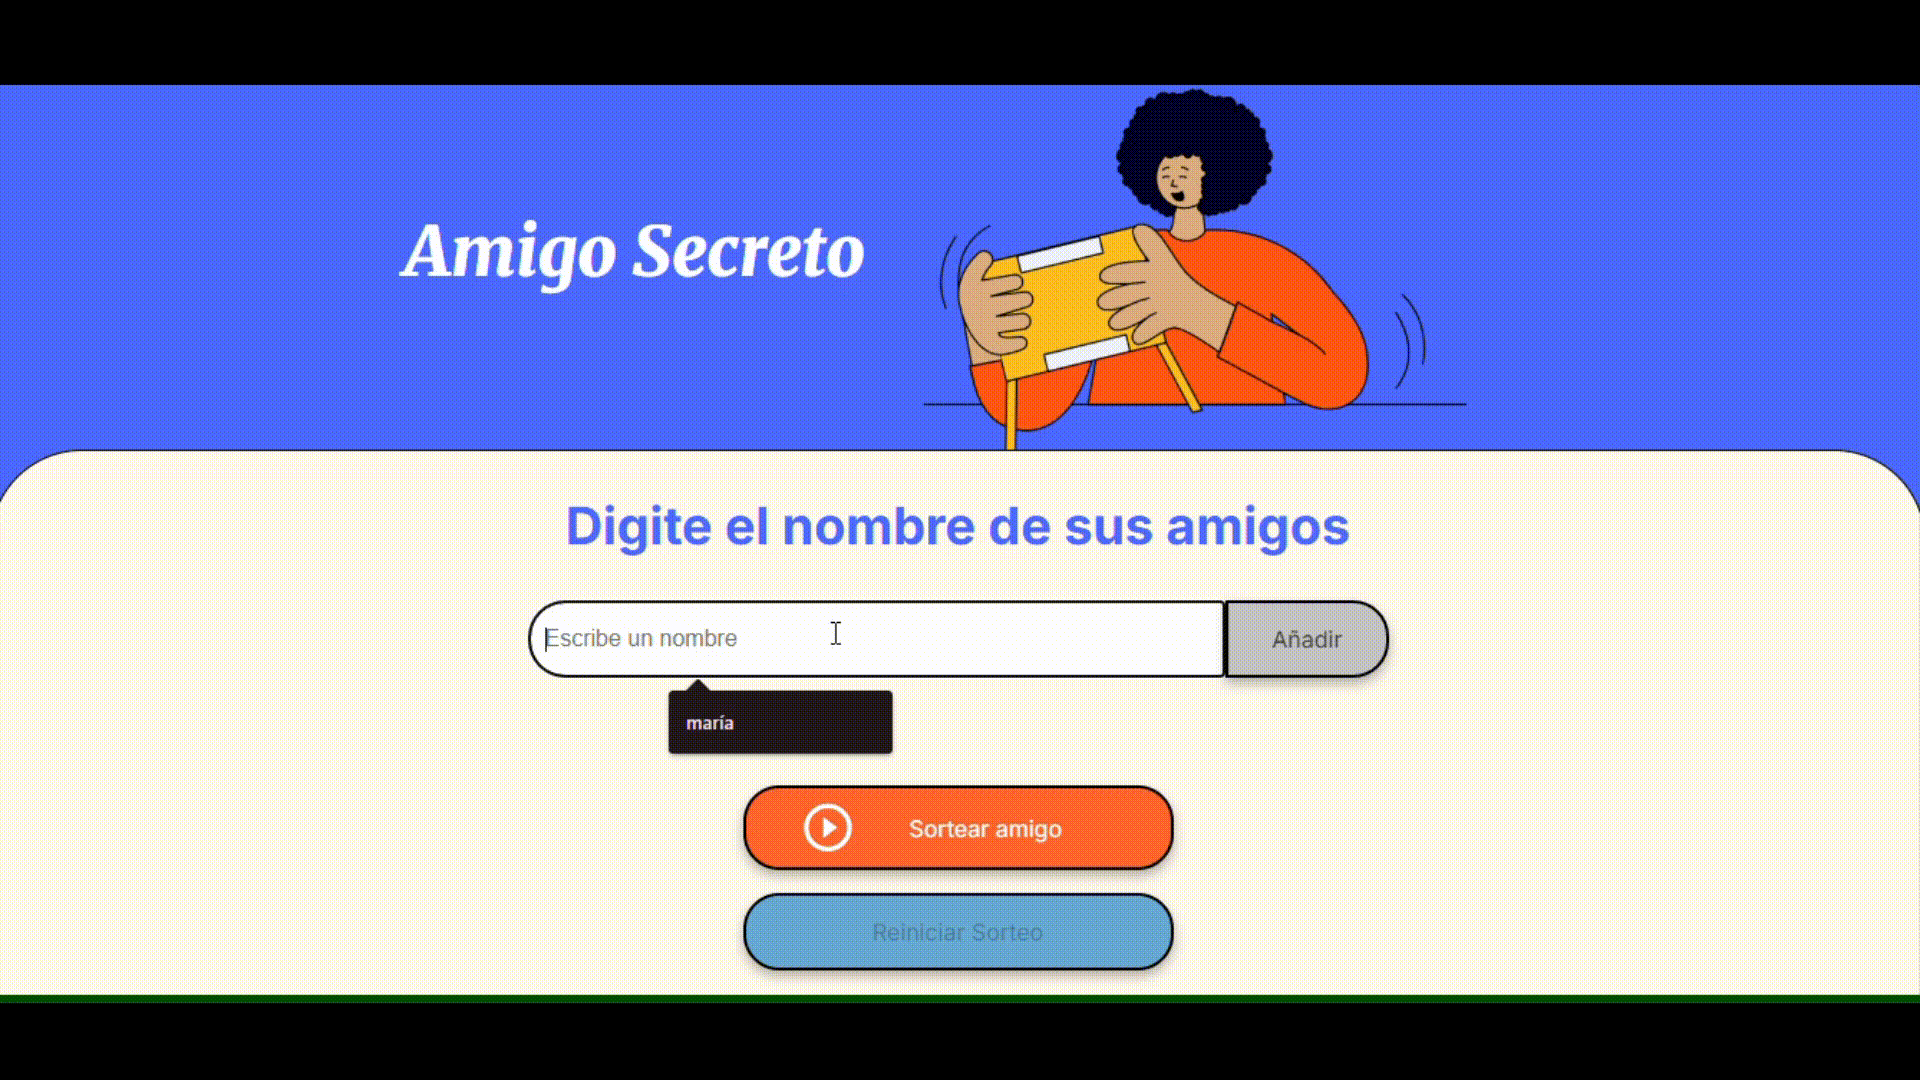 Amigo Secreto
Digite el nombre de sus amigos
Escribe un nombre
Añadir
maría
Sortear amigo
Reiniciar Sorteo